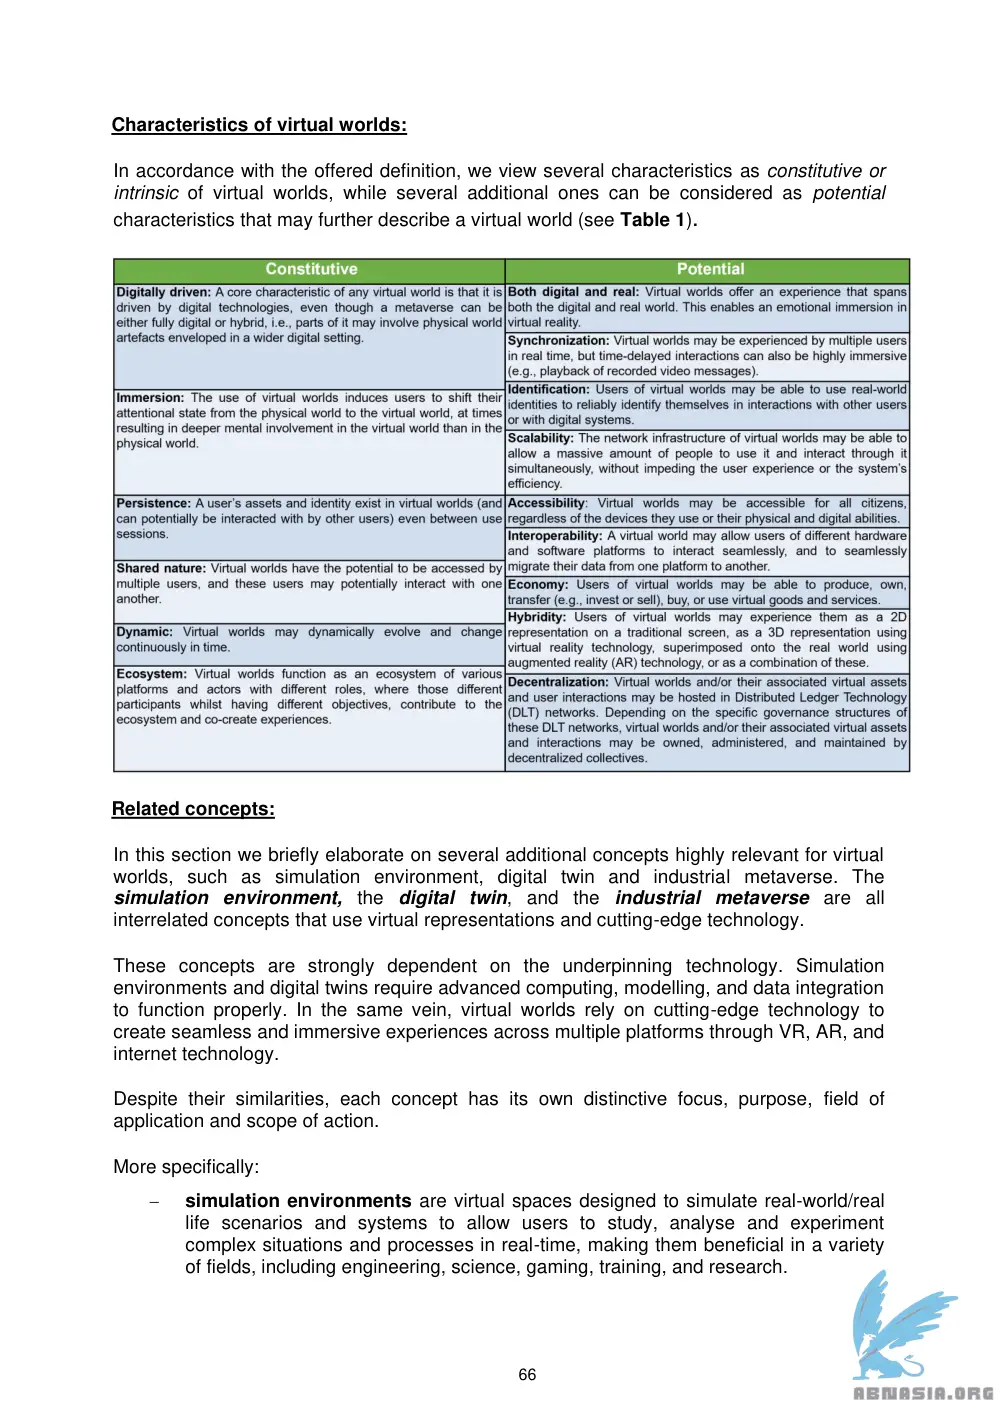 Characteristics of virtual worlds:
In accordance with the offered definition, we view several characteristics as constitutive or
intrinsic of virtual worlds, while several additional ones can be considered as potential
characteristics that may further describe a virtual world (see Table 1).
Constitutive
Digitally driven: A core characteristic of any virtual world is that it is
driven by digital technologies, even though a metaverse can be
either fully digital or hybrid, i.e., parts of it may involve physical world
artefacts enveloped in a wider digital setting.
Immersion: The use of virtual worlds induces users to shift their
attentional state from the physical world to the virtual world, at times
resulting in deeper mental involvement in the virtual world than in the
physical world.
Persistence: A user's assets and identity exist in virtual worlds (and
can potentially be interacted with by other users) even between use
sessions.
Shared nature: Virtual worlds have the potential to be accessed by
multiple users, and these users may potentially interact with one
another.
Dynamic: Virtual worlds may dynamically evolve and change
continuously in time.
Ecosystem: Virtual worlds function as an ecosystem of various
platforms and actors with different roles, where those different
participants whilst having different objectives, contribute to the
ecosystem and co-create experiences.
Potential
Both digital and real: Virtual worlds offer an experience that spans
both the digital and real world. This enables an emotional immersion in
virtual reality.
Synchronization: Virtual worlds may be experienced by multiple users
in real time, but time-delayed interactions can also be highly immersive
(e.g., playback of recorded video messages).
Identification: Users of virtual worlds may be able to use real-world
identities to reliably identify themselves in interactions with other users
or with digital systems.
Scalability: The network infrastructure of virtual worlds may be able to
allow a massive amount of people to use it and interact through it
simultaneously, without impeding the user experience or the system's
efficiency.
Accessibility: Virtual worlds may be accessible for all citizens,
regardless of the devices they use or their physical and digital abilities.
Interoperability: A virtual world may allow users of different hardware
and software platforms to interact seamlessly, and to seamlessly
migrate their data from one platform to another.
Economy: Users of virtual worlds may be able to produce, own,
transfer (e.g., invest or sell), buy, or use virtual goods and services.
Hybridity: Users of virtual worlds may experience them as a 2D
representation on a traditional screen, as a 3D representation using
virtual reality technology, superimposed onto the real world using
augmented reality (AR) technology, or as a combination of these.
Decentralization: Virtual worlds and/or their associated virtual assets
and user interactions may be hosted in Distributed Ledger Technology
(DLT) networks. Depending on the specific governance structures of
these DLT networks, virtual worlds and/or their associated virtual assets
and interactions may be owned, administered, and maintained by
decentralized collectives.
Related concepts:
In this section we briefly elaborate on several additional concepts highly relevant for virtual
worlds, such as simulation environment, digital twin and industrial metaverse. The
simulation environment, the digital twin, and the industrial metaverse are all
interrelated concepts that use virtual representations and cutting-edge technology.
These concepts are strongly dependent on the underpinning technology. Simulation
environments and digital twins require advanced computing, modelling, and data integration
to function properly. In the same vein, virtual worlds rely on cutting-edge technology to
create seamless and immersive experiences across multiple platforms through VR, AR, and
internet technology.
Despite their similarities, each concept has its own distinctive focus, purpose, field of
application and scope of action.
More specifically:
– simulation environments are virtual spaces designed to simulate real-world/real
life scenarios and systems to allow users to study, analyse and experiment
complex situations and processes in real-time, making them beneficial in a variety
of fields, including engineering, science, gaming, training, and research.
66
ABNASIA.ORG